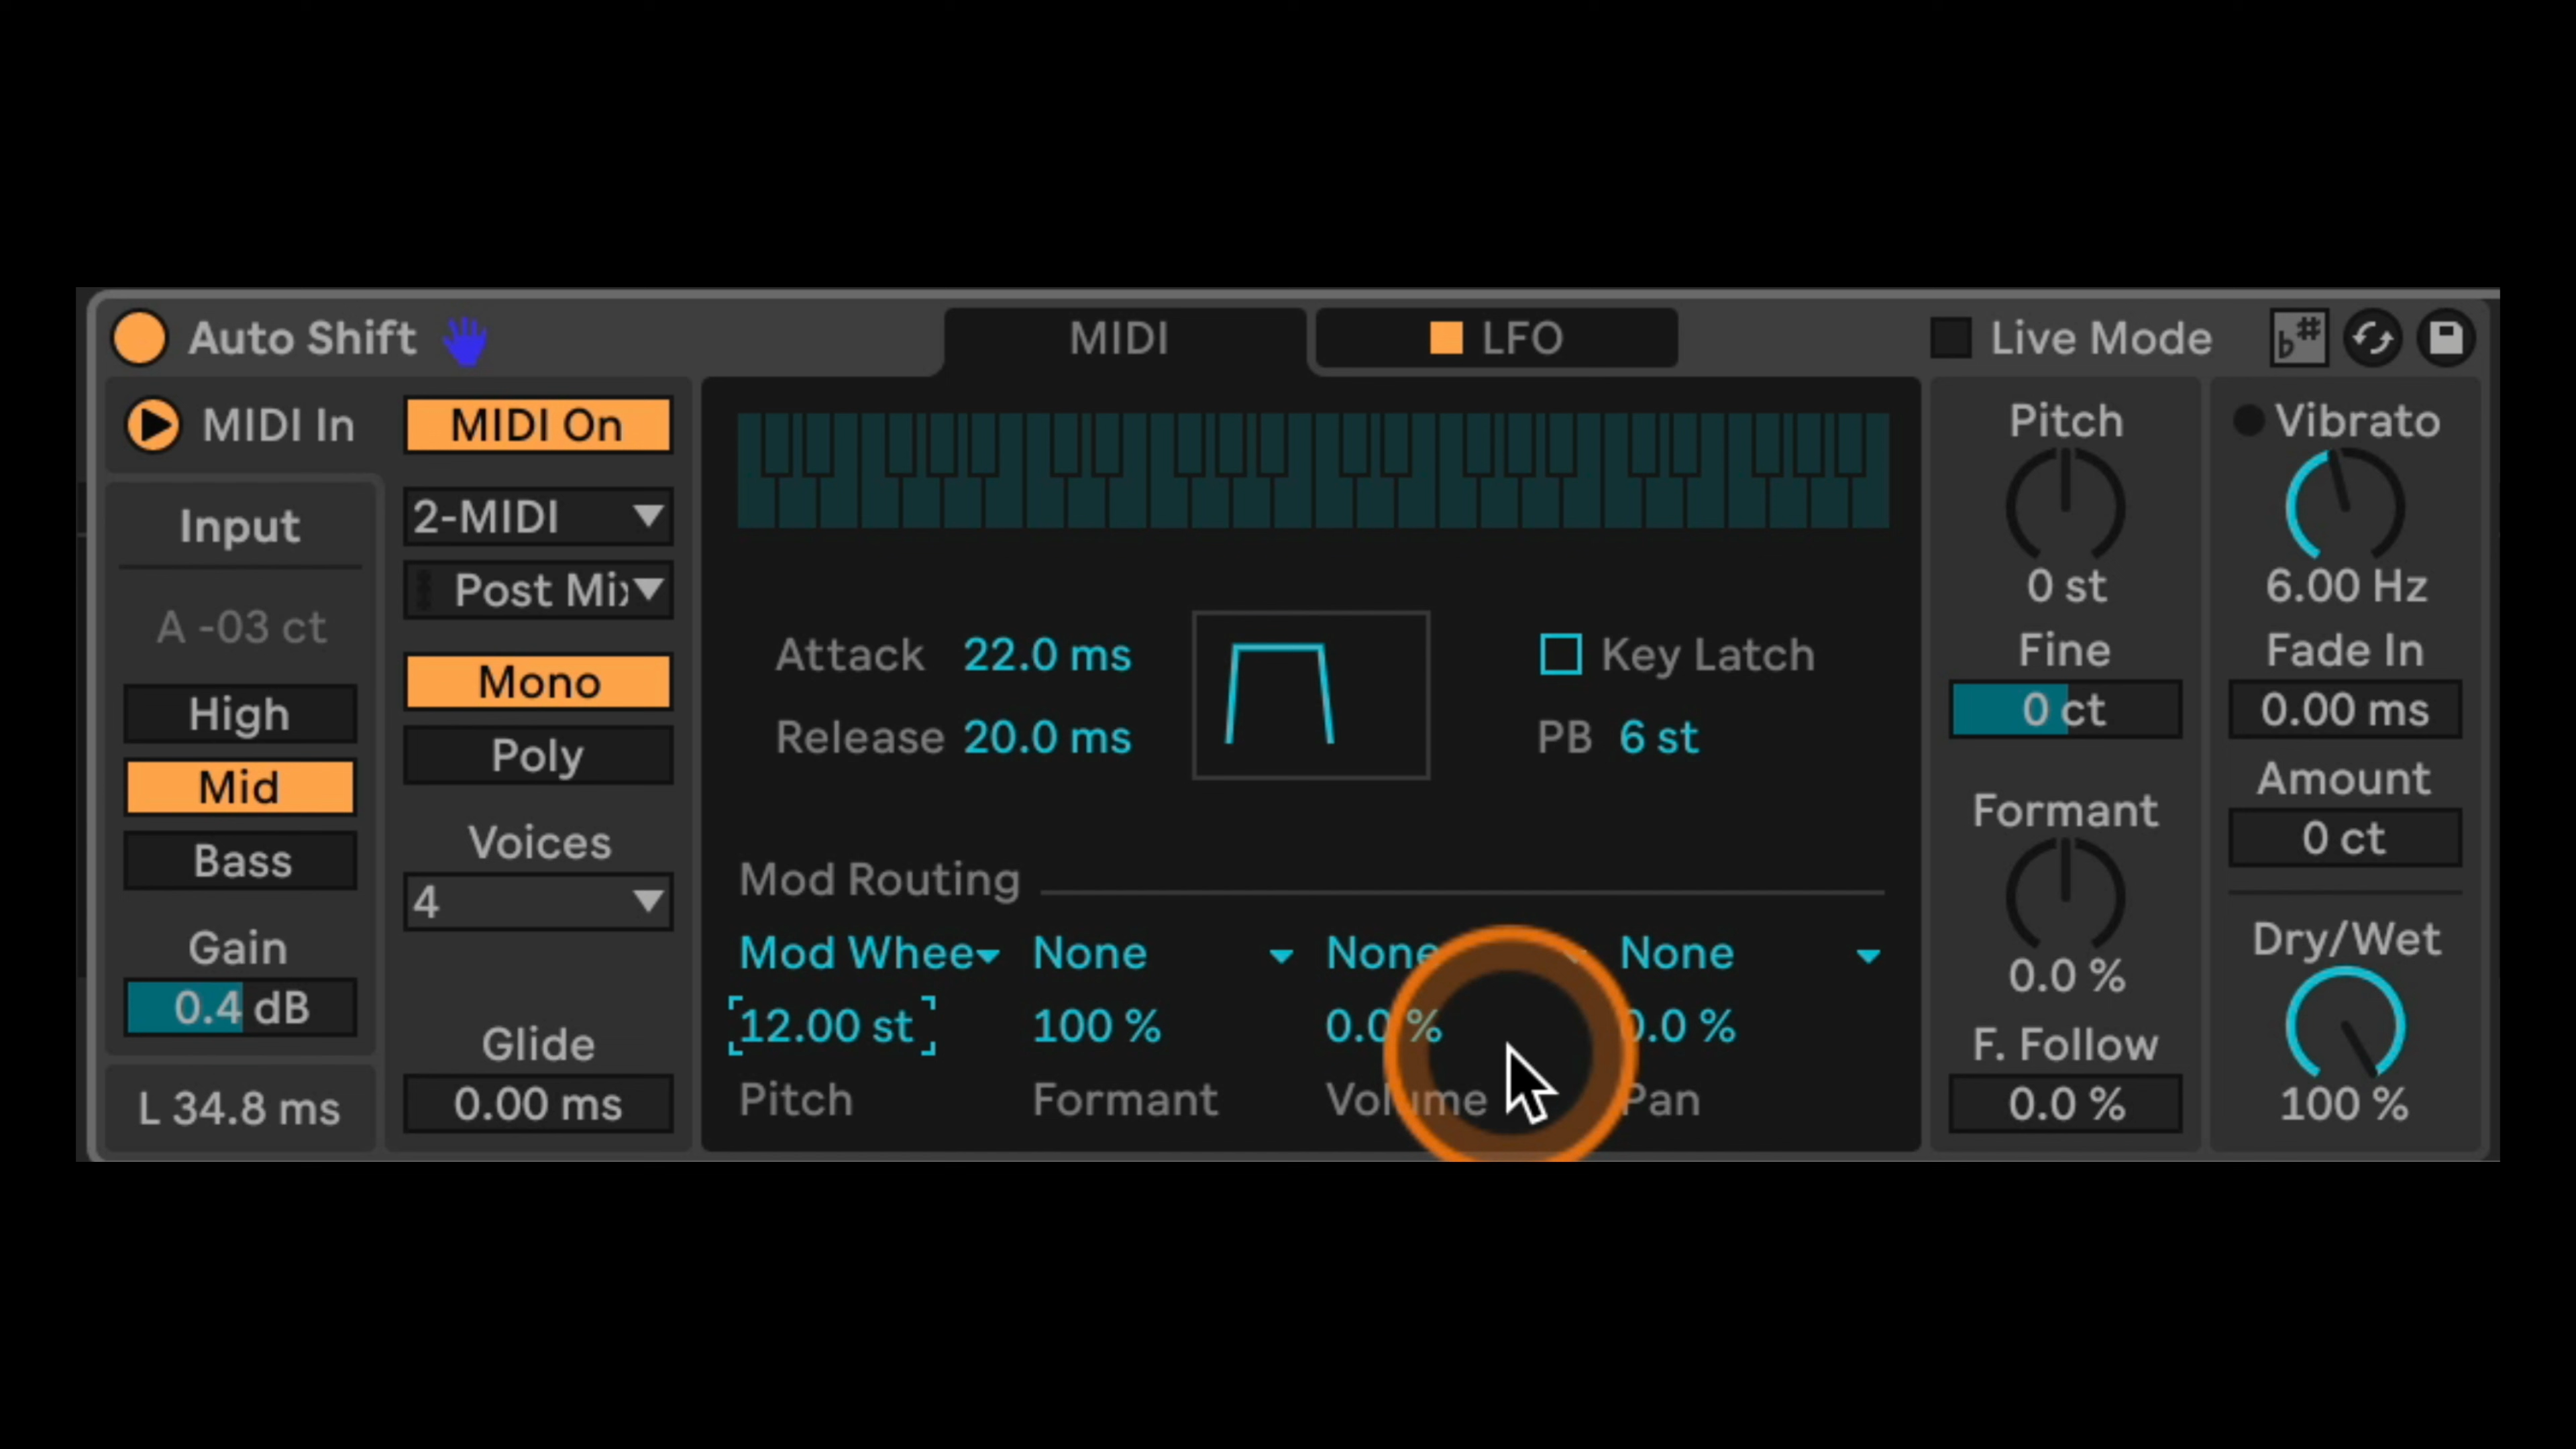 Auto Shift
MIDI
LFO
Live Mode
b#
MIDI In
MIDI On
Input
A -03 ct
High
Mid
Bass
Gain
0.4 dB
L 34.8 ms
2-MIDI
Post Mix
Mono
Poly
Voices
4
Glide
0.00 ms
Attack 22.0 ms
Release 20.0 ms
Key Latch
PB 6 st
Mod Routing
Mod Whee None None None
12.00 st 100 % 0.0 % 0.0 %
Pitch Formant Volume Pan
Pitch
0 st
Fine
0 ct
Formant
0.0 %
F. Follow
0.0 %
Vibrato
6.00 Hz
Fade In
0.00 ms
Amount
0 ct
Dry/Wet
100 %